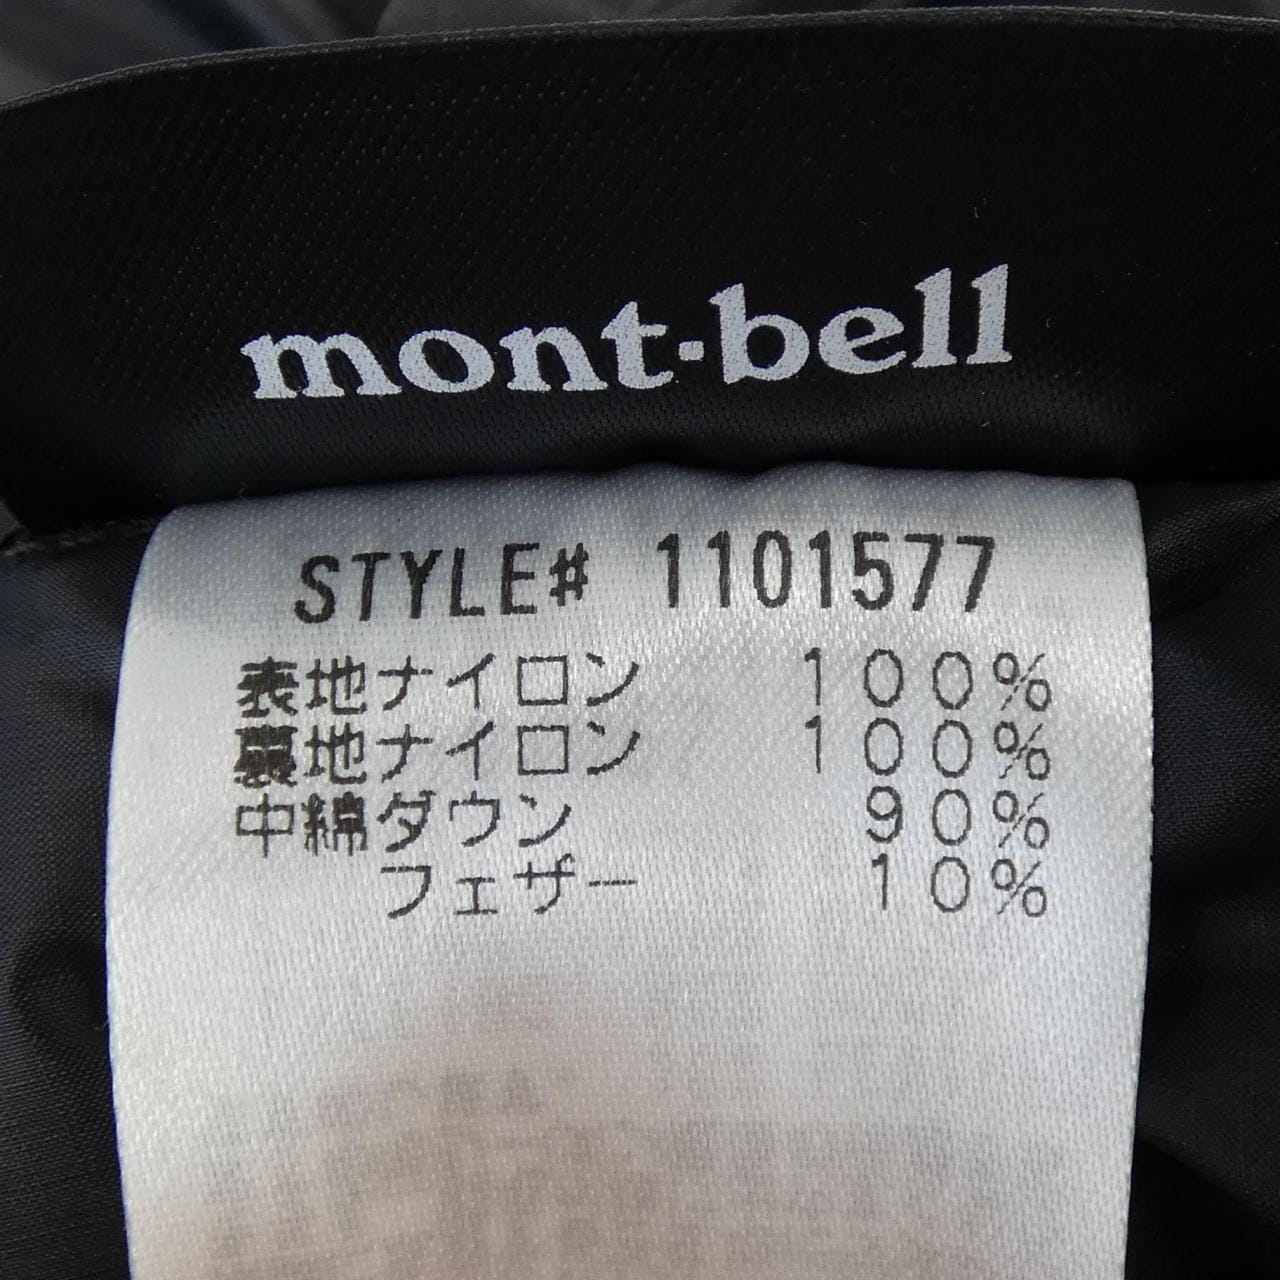 mont·bell
STYLE# 1101577
表地ナイロン 100%
裏地ナイロン 100%
中綿ダウン 90%
フェザー 10%